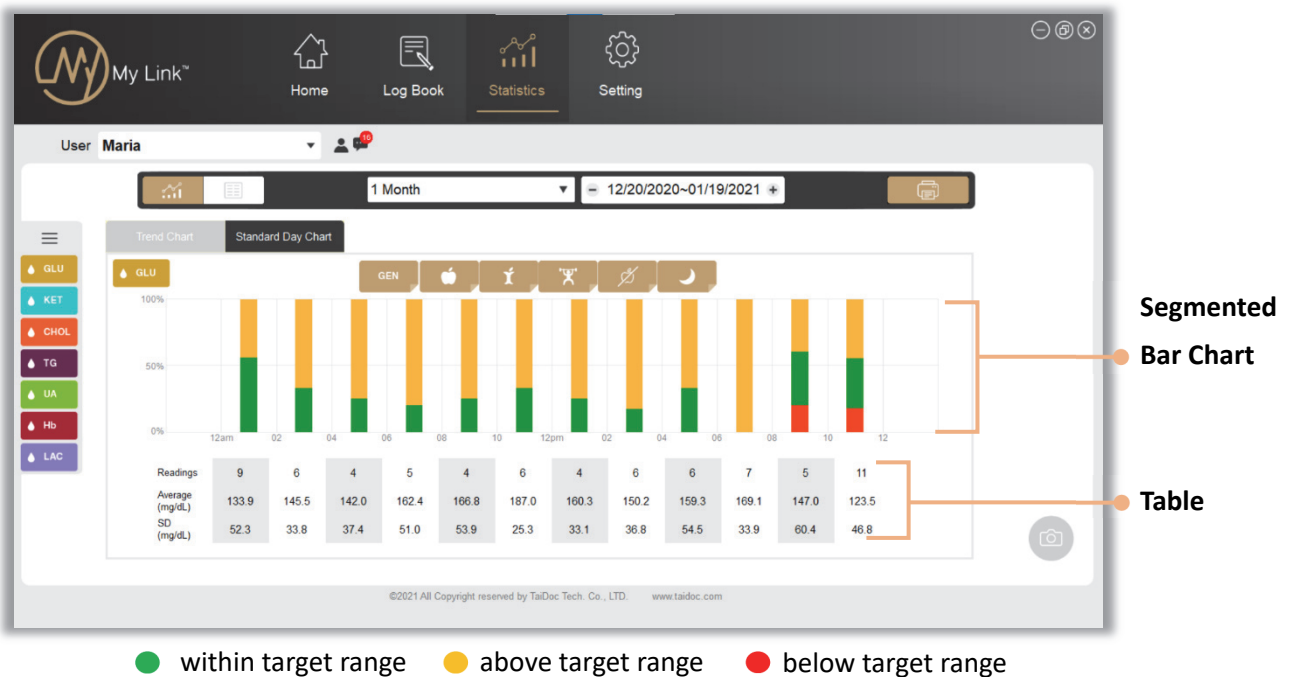 My Link™
Home
Log Book
Statistics
Setting
User Maria
10
1 Month
12/20/2020~01/19/2021
Trend Chart
Standard Day Chart
GLU
KET
CHOL
TG
UA
Hb
LAC
GLU
GEN
100%
50%
0%
12am 02 04 06 08 10 12pm 02 04 06 08 10 12
Readings 9 6 4 5 4 6 4 6 6 7 5 11
Average
(mg/dL) 133.9 145.5 142.0 162.4 166.8 187.0 160.3 150.2 159.3 169.1 147.0 123.5
SD
(mg/dL) 52.3 33.8 37.4 51.0 53.9 25.3 33.1 36.8 54.5 33.9 60.4 46.8
Segmented
Bar Chart
Table
©2021 All Copyright reserved by TaiDoc Tech. Co., LTD. www.taidoc.com
within target range above target range below target range